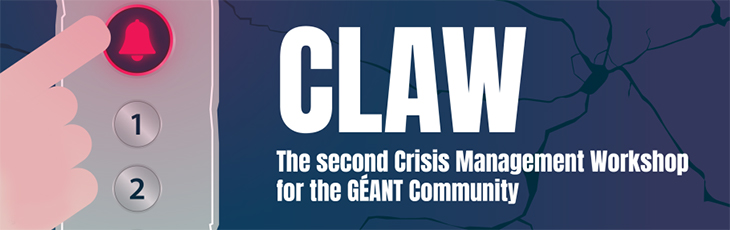 CLAW
The second Crisis Management Workshop
for the GÉANT Community
1
2